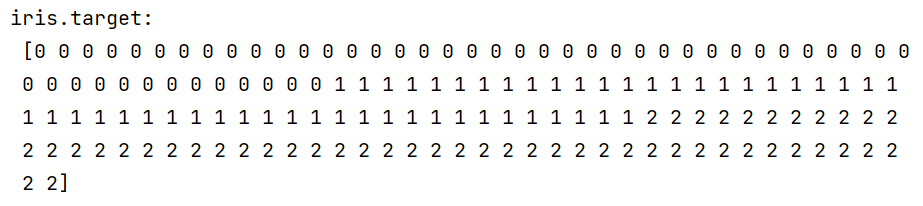 iris.target:
[0 0 0 0 0 0 0 0 0 0 0 0 0 0 0 0 0 0 0 0 0 0 0 0 0 0 0 0 0 0 0 0 0 0 0 0 0
0 0 0 0 0 0 0 0 0 0 0 0 0 1 1 1 1 1 1 1 1 1 1 1 1 1 1 1 1 1 1 1 1 1 1 1 1
1 1 1 1 1 1 1 1 1 1 1 1 1 1 1 1 1 1 1 1 1 1 1 1 1 1 2 2 2 2 2 2 2 2 2 2 2
2 2 2 2 2 2 2 2 2 2 2 2 2 2 2 2 2 2 2 2 2 2 2 2 2 2 2 2 2 2 2 2 2 2 2 2 2
2 2]